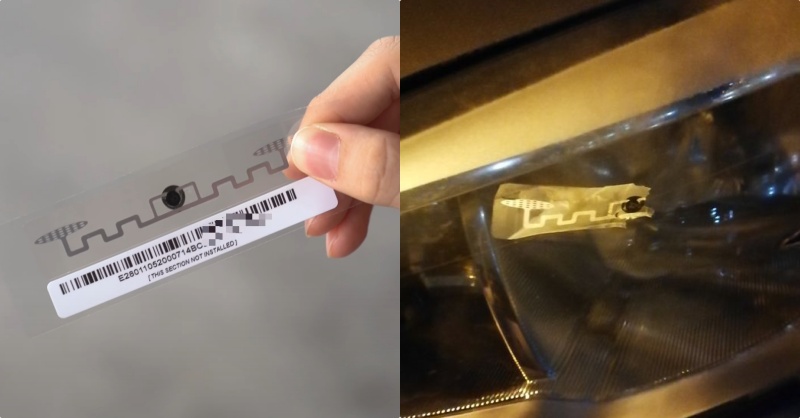 E28011052000714BC
[ THIS SECTION NOT INSTALLED ]